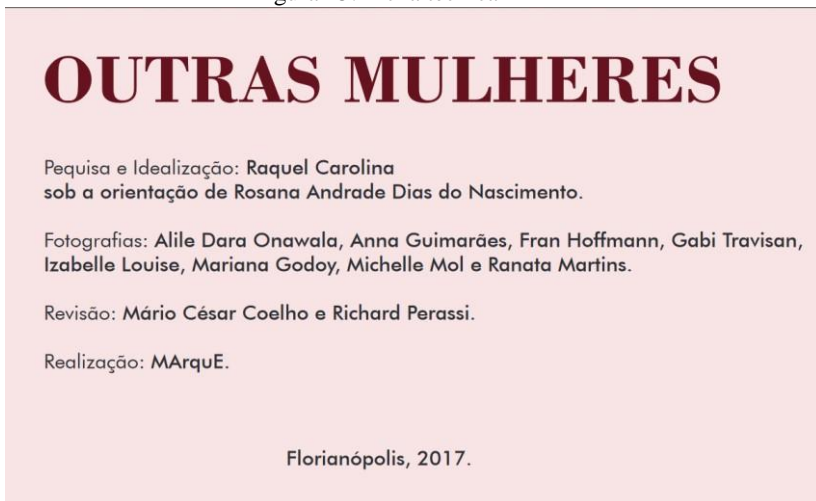 OUTRAS MULHERES
Pequisa e Idealização: Raquel Carolina
sob a orientação de Rosana Andrade Dias do Nascimento.
Fotografias: Alile Dara Onawala, Anna Guimarães, Fran Hoffmann, Gabi Travisan,
Izabelle Louise, Mariana Godoy, Michelle Mol e Ranata Martins.
Revisão: Mário César Coelho e Richard Perassi.
Realização: MArquE.
Florianópolis, 2017.